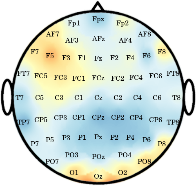 Fp1 Fpz Fp2
AF7 AF3 AFz AF4 AF8
F7 F5 F3 F1 Fz F2 F4 F6 F8
FT7 FC5 FC3 FC1 FCz FC2 FC4 FC6 FT8
T7 C5 C3 C1 Cz C2 C4 C6 T8
TP7 CP5 CP3 CP1 CPz CP2 CP4 CP6 TP8
P7 P5 P3 P1 Pz P2 P4 P6 P8
PO7 PO3 POz PO4 PO8
O1 Oz O2